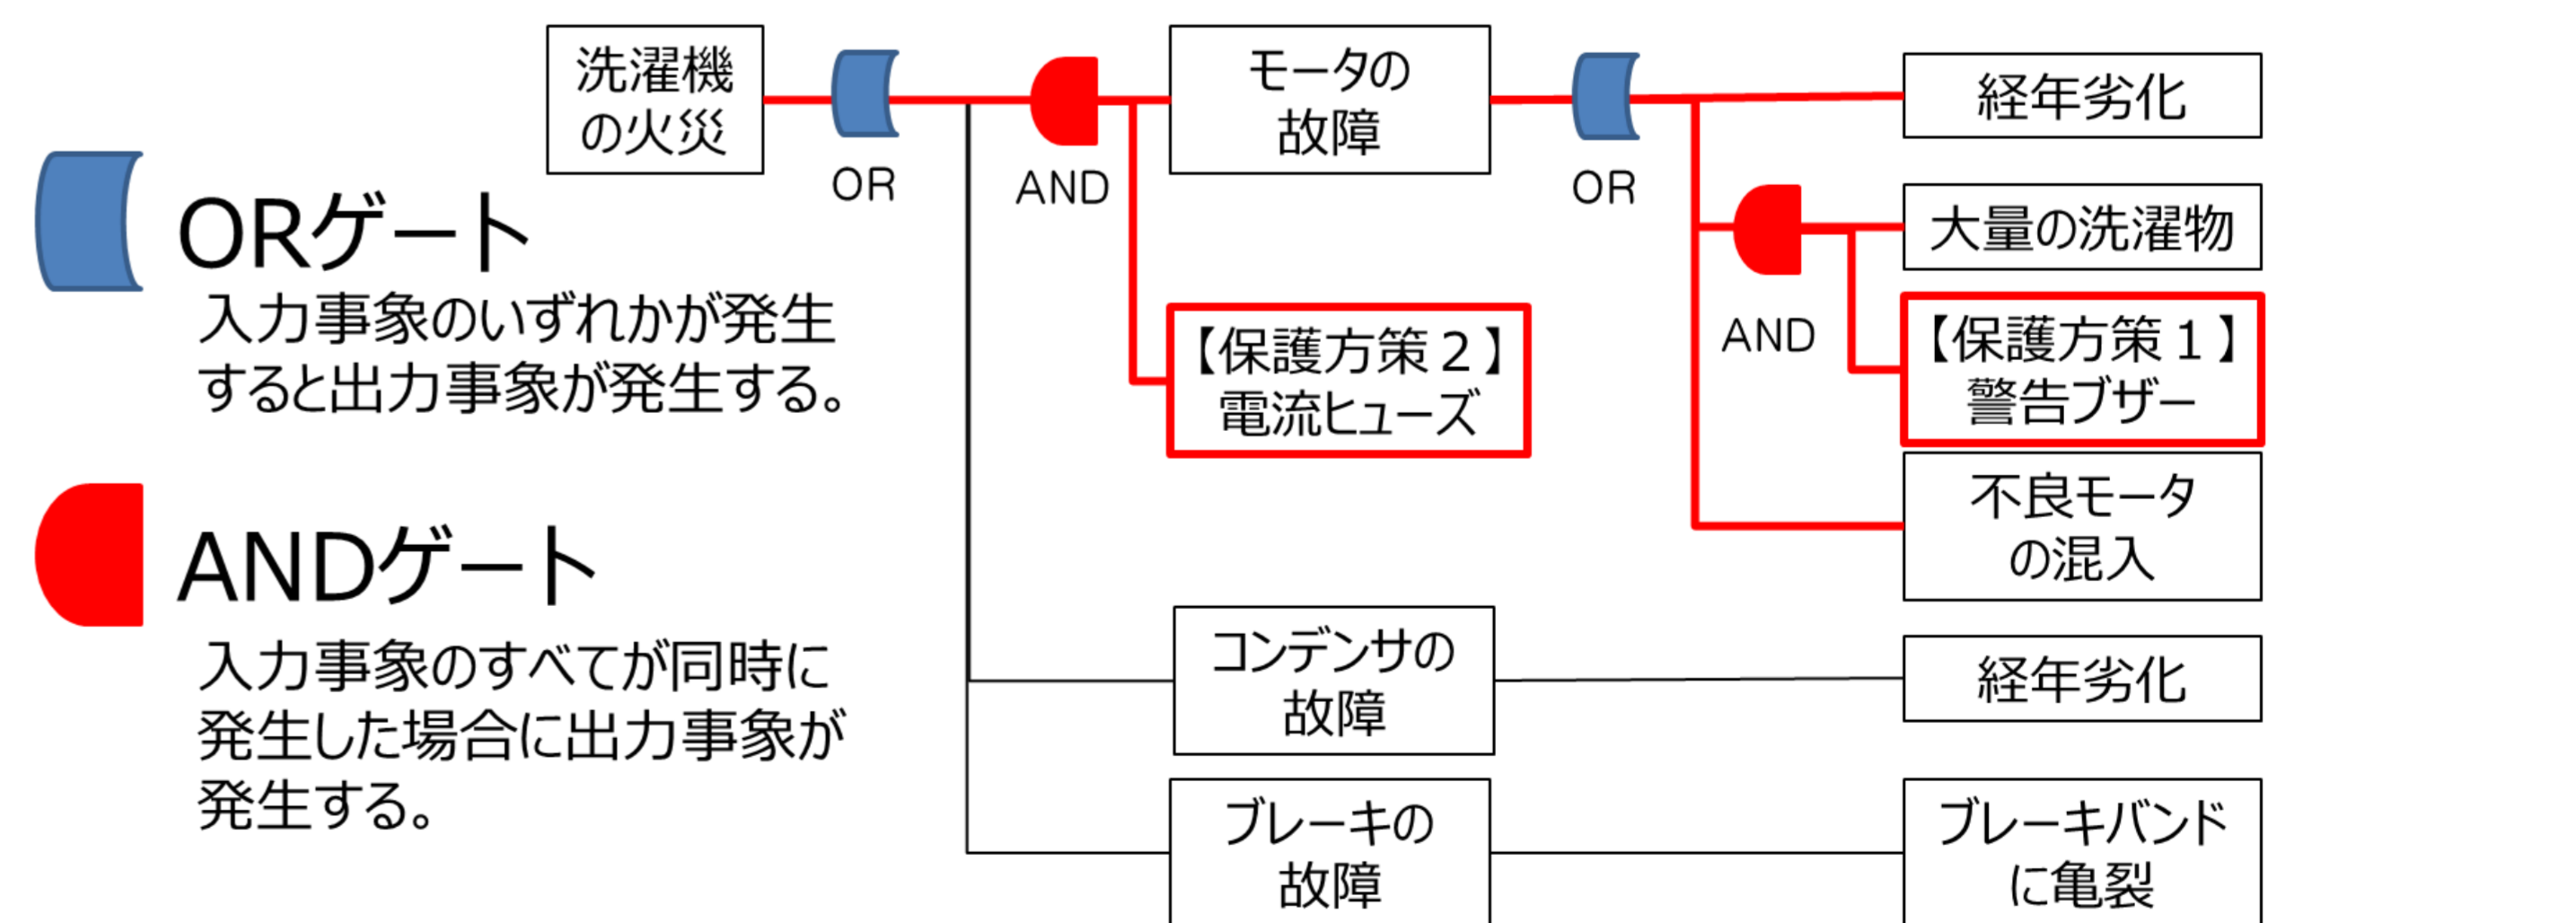 洗濯機
の火災
OR
AND
モータの
故障
OR
経年劣化
大量の洗濯物
AND
【保護方策1】
警告ブザー
【保護方策2】
電流ヒューズ
不良モータ
の混入
コンデンサの
故障
経年劣化
ブレーキの
故障
ブレーキバンド
に亀裂
ORゲート
入力事象のいずれかが発生
すると出力事象が発生する。
ANDゲート
入力事象のすべてが同時に
発生した場合に出力事象が
発生する。